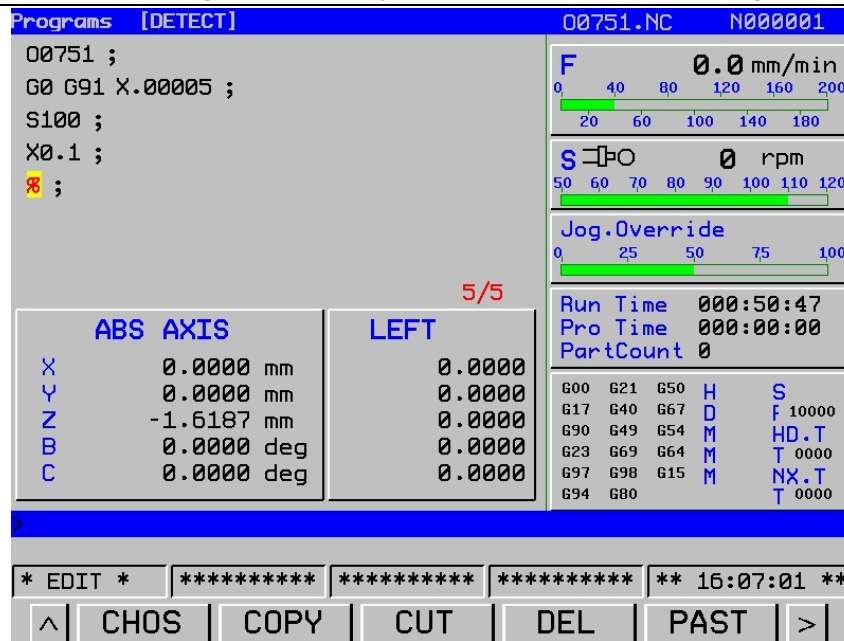 Programs [DETECT] O0751.NC N000001
O0751 ;
G0 G91 X.00005 ;
S100 ;
X0.1 ;
% ;
5/5
ABS AXIS LEFT
X 0.0000 mm 0.0000
Y 0.0000 mm 0.0000
Z -1.6187 mm 0.0000
B 0.0000 deg 0.0000
C 0.0000 deg 0.0000
F 0.0 mm/min
0 40 80 120 160 200
20 60 100 140 180
S 0 rpm
50 60 70 80 90 100 110 120
Jog.Override
0 25 50 75 100
Run Time 000:50:47
Pro Time 000:00:00
PartCount 0
G00 G21 G50 H S
G17 G40 G67 D F 10000
G90 G49 G54 M HD.T
G23 G69 G64 M T 0000
G97 G98 G15 M NX.T
G94 G80 T 0000
>
* EDIT * ********** ********** ********** ** 16:07:01 **
^ CHOS COPY CUT DEL PAST >